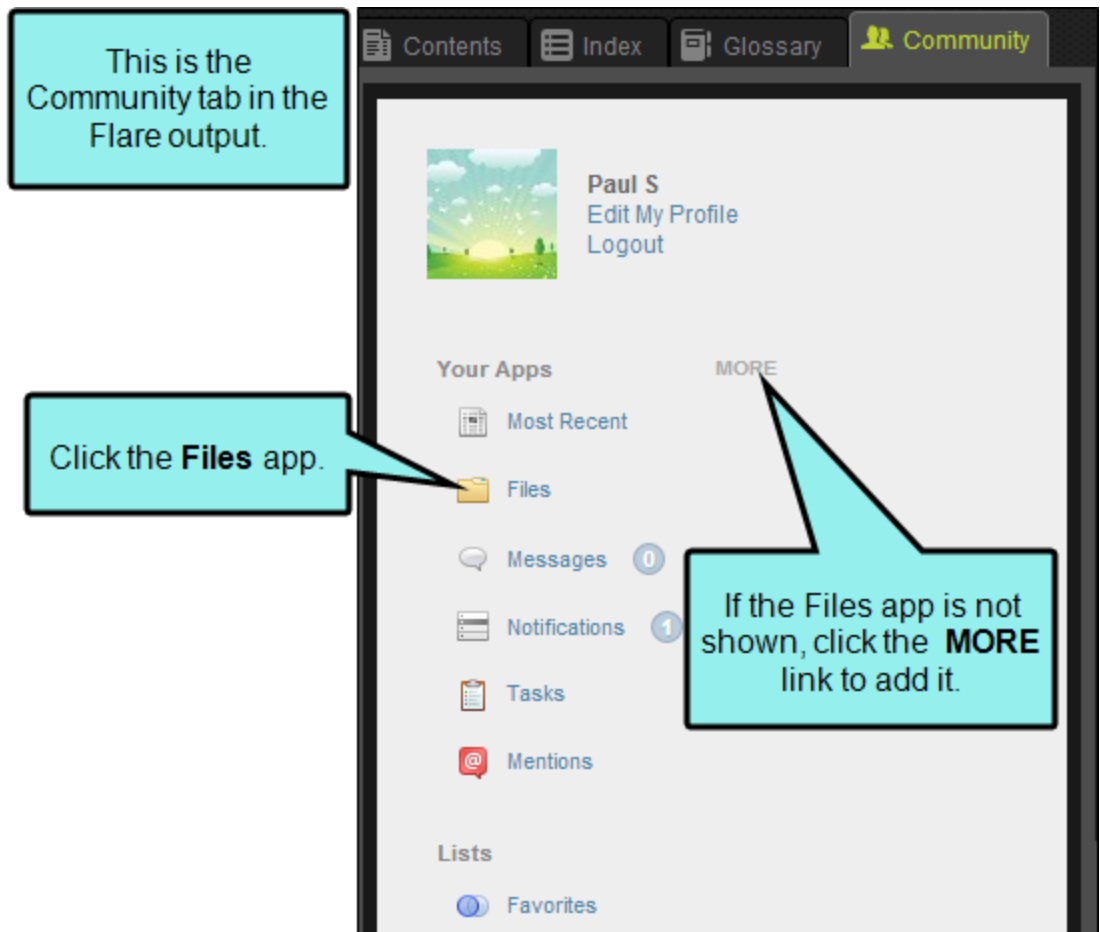 This is the
Community tab in the
Flare output.
Contents Index Glossary Community
Paul S
Edit My Profile
Logout
Your Apps MORE
Most Recent
Click the Files app.
Files
Messages 0
Notifications 1
If the Files app is not
shown, click the MORE
link to add it.
Tasks
Mentions
Lists
Favorites